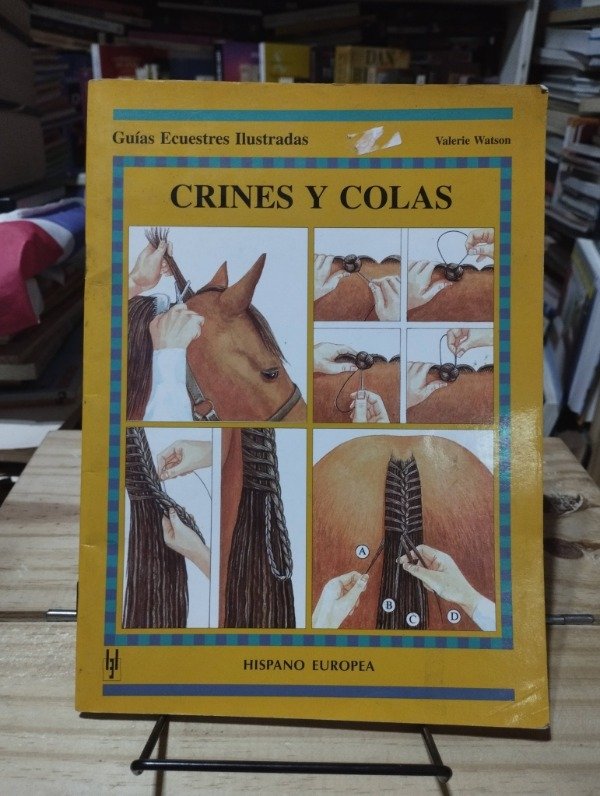 Guías Ecuestres Ilustradas
Valerie Watson
CRINES Y COLAS
A
B
C
D
HISPANO EUROPEA